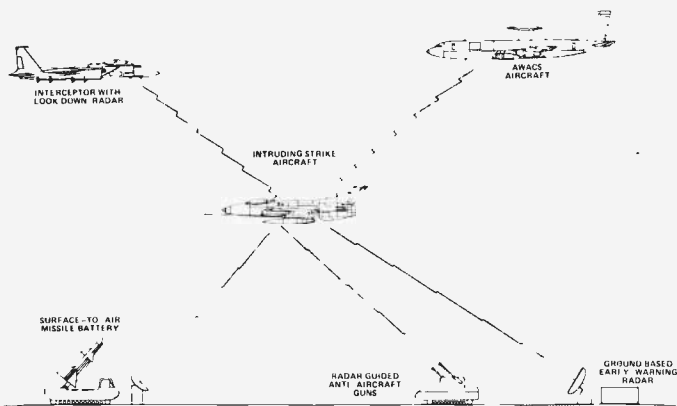 INTERCEPTOR WITH
LOOK DOWN RADAR
AWACS
AIRCRAFT
INTRUDING STRIKE
AIRCRAFT
SURFACE-TO AIR
MISSILE BATTERY
RADAR GUIDED
ANTI AIRCRAFT
GUNS
GROUND BASED
EARLY WARNING
RADAR